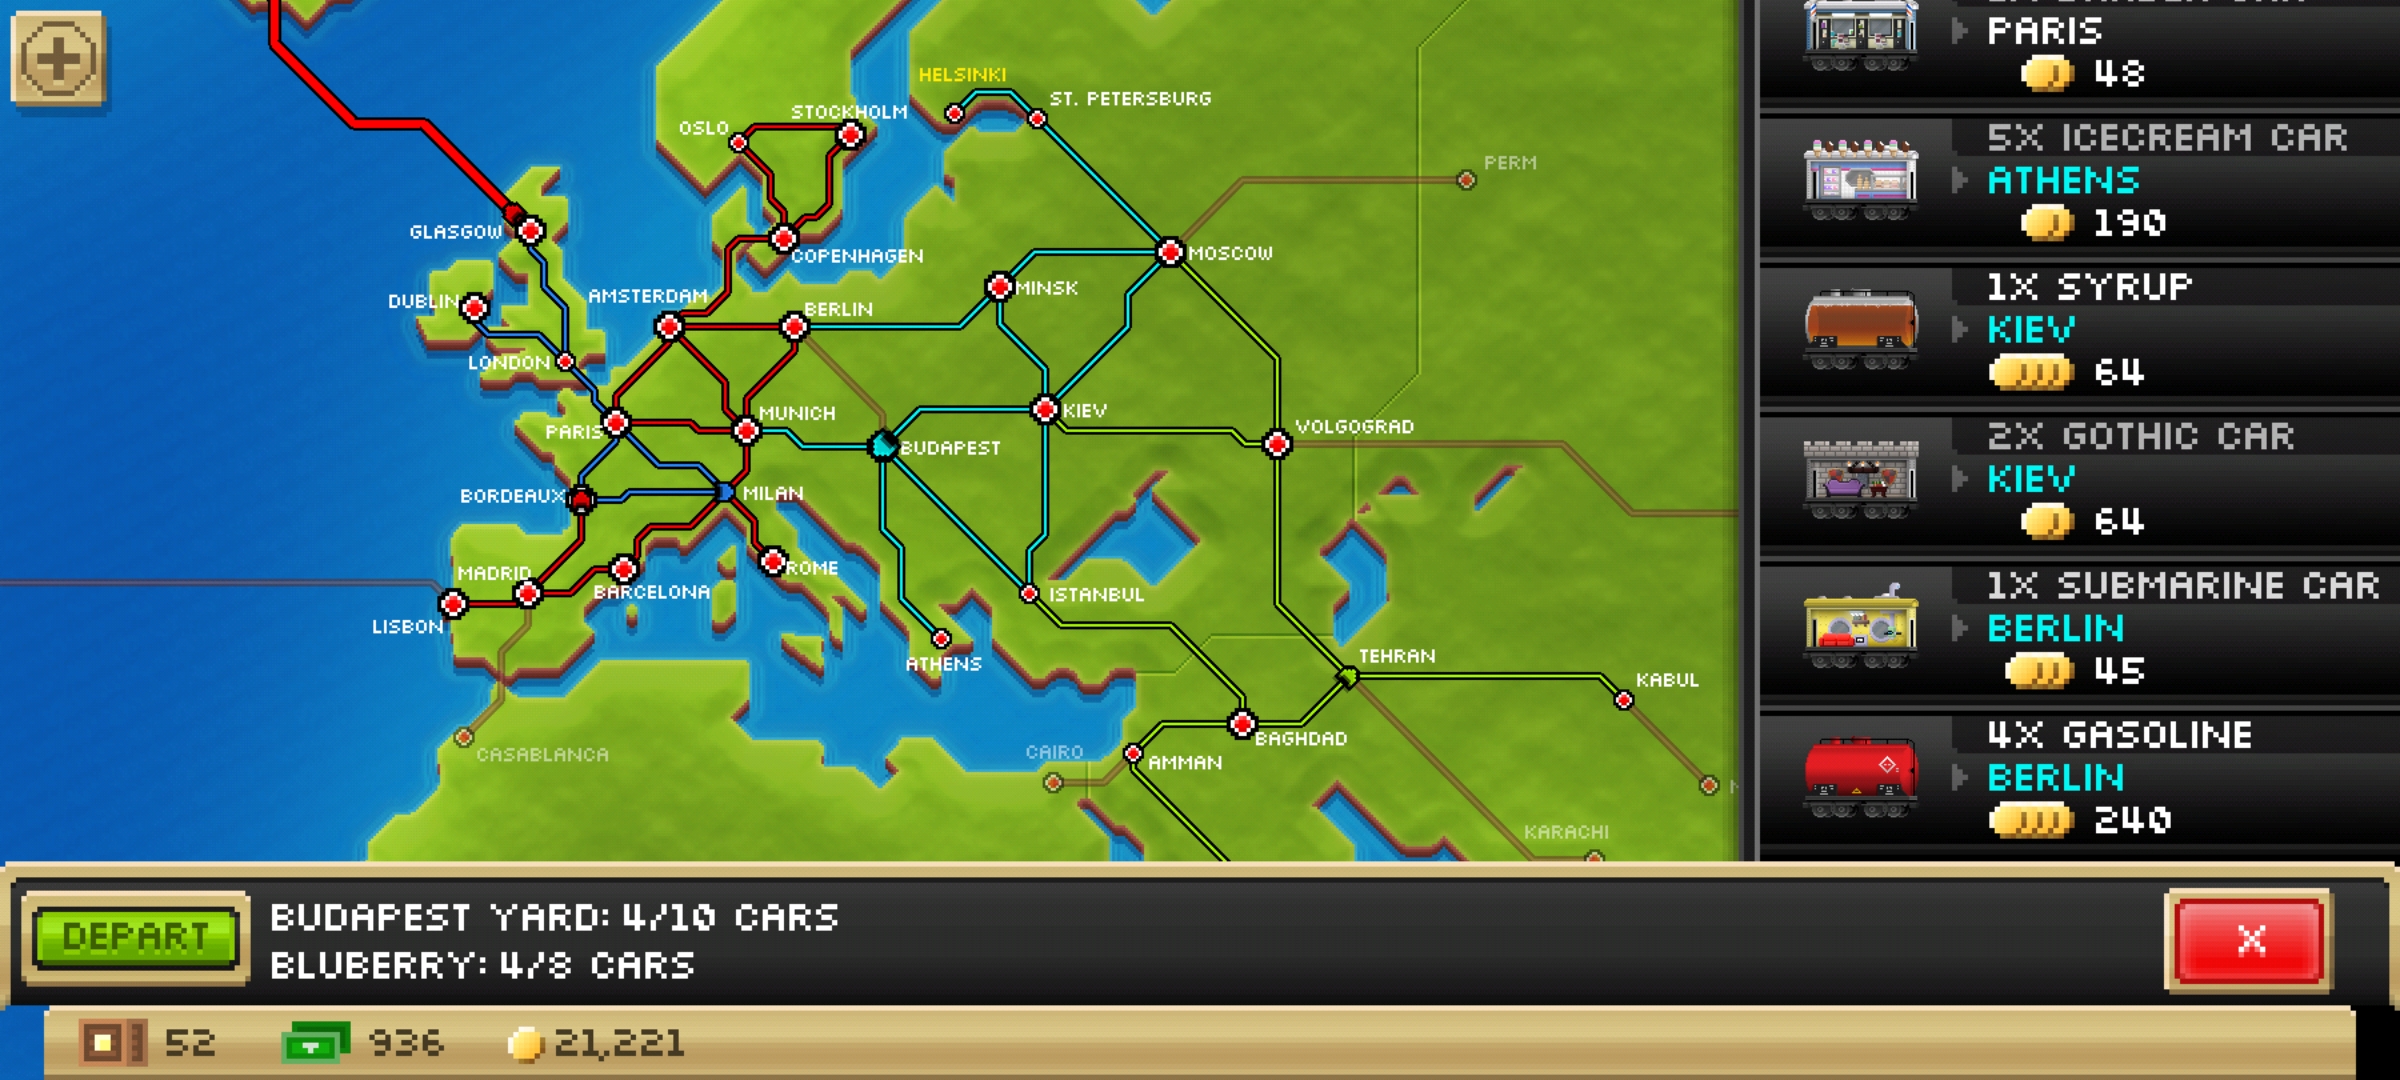 HELSINKI
ST. PETERSBURG
STOCKHOLM
OSLO
PERM
GLASGOW
COPENHAGEN
MOSCOW
MINSK
DUBLIN
AMSTERDAM
BERLIN
LONDON
MUNICH
KIEV
VOLGOGRAD
PARIS
BUDAPEST
BORDEAUX
MILAN
MADRID
ROME
BARCELONA
ISTANBUL
LISBON
ATHENS
TEHRAN
KABUL
CASABLANCA
CAIRO
BAGHDAD
AMMAN
KARACHI
PARIS
48
5X ICECREAM CAR
ATHENS
190
1X SYRUP
KIEV
64
2X GOTHIC CAR
KIEV
64
1X SUBMARINE CAR
BERLIN
45
4X GASOLINE
BERLIN
240
DEPART
BUDAPEST YARD: 4/10 CARS
BLUBERRY: 4/8 CARS
X
52
936
21,221